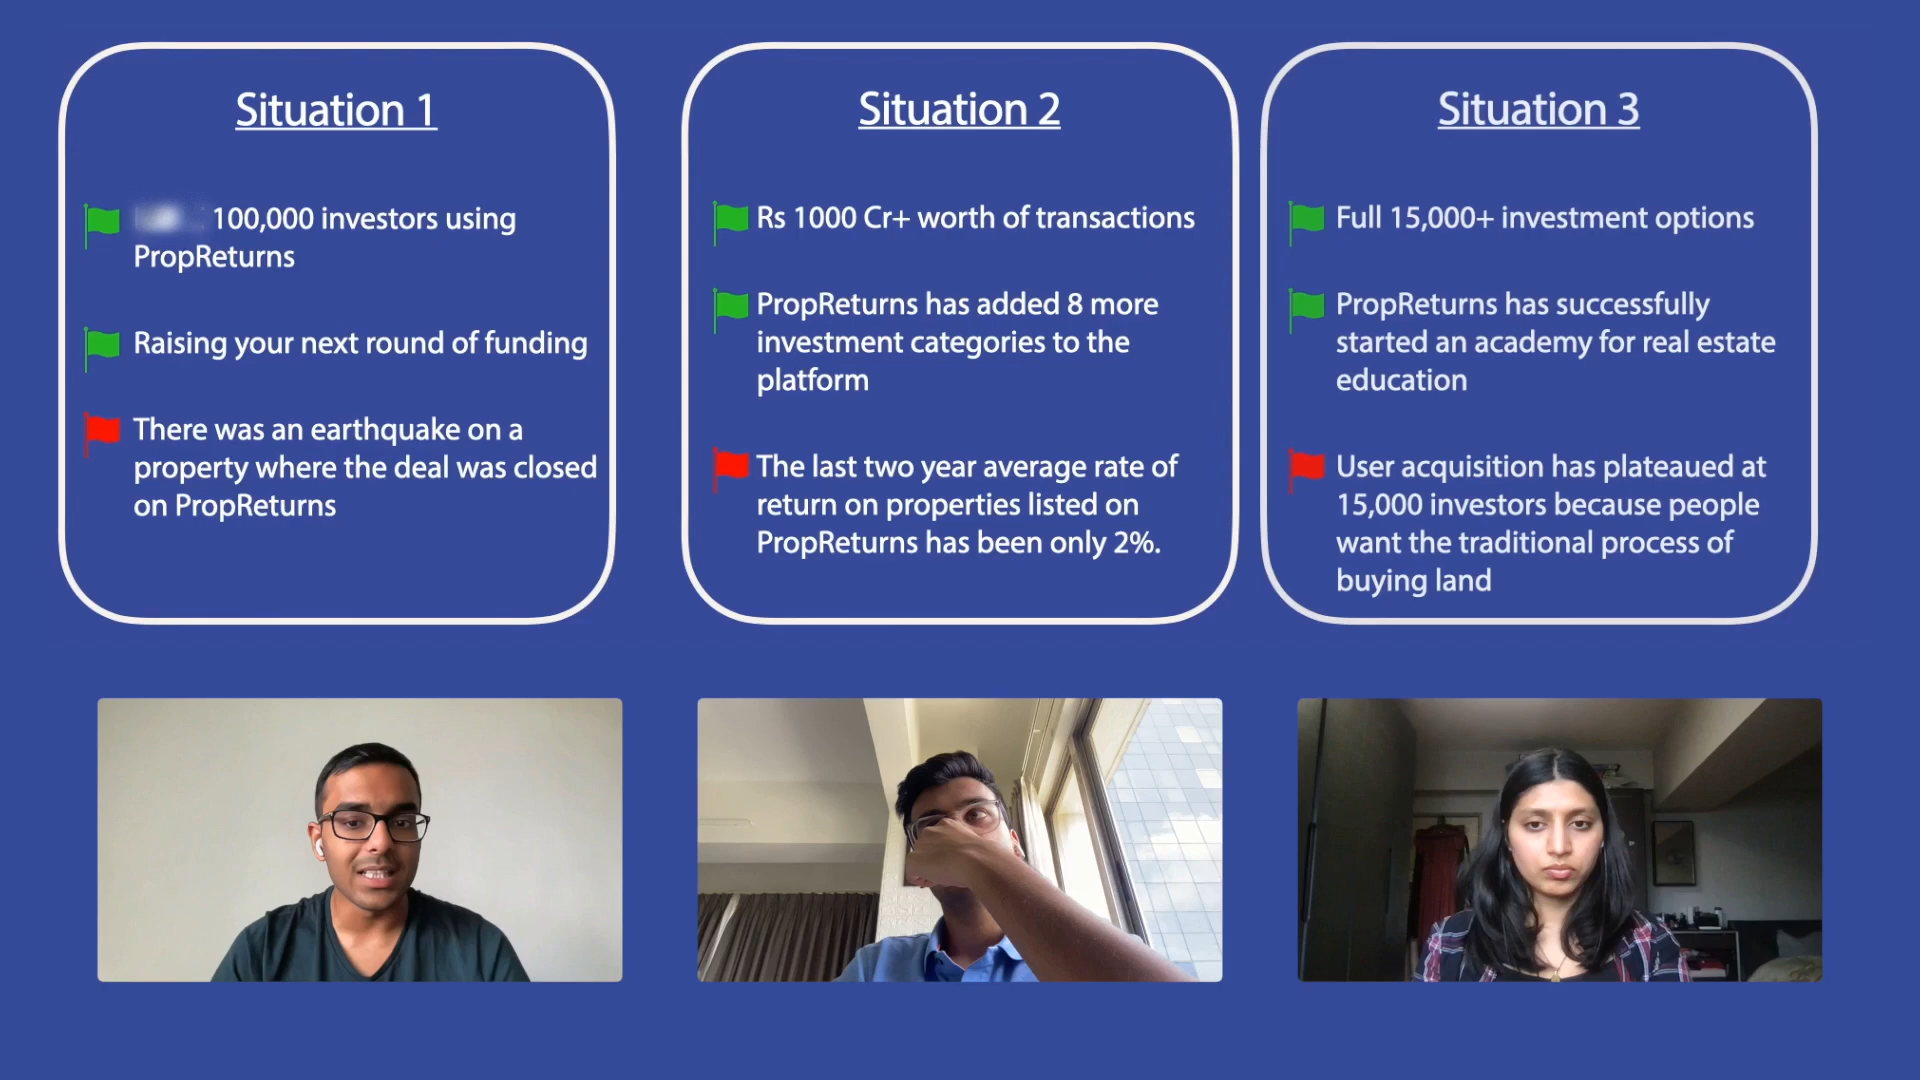 Situation 1
100,000 investors using
PropReturns
Raising your next round of funding
There was an earthquake on a
property where the deal was closed
on PropReturns
Situation 2
Rs 1000 Cr+ worth of transactions
PropReturns has added 8 more
investment categories to the
platform
The last two year average rate of
return on properties listed on
PropReturns has been only 2%.
Situation 3
Full 15,000+ investment options
PropReturns has successfully
started an academy for real estate
education
User acquisition has plateaued at
15,000 investors because people
want the traditional process of
buying land